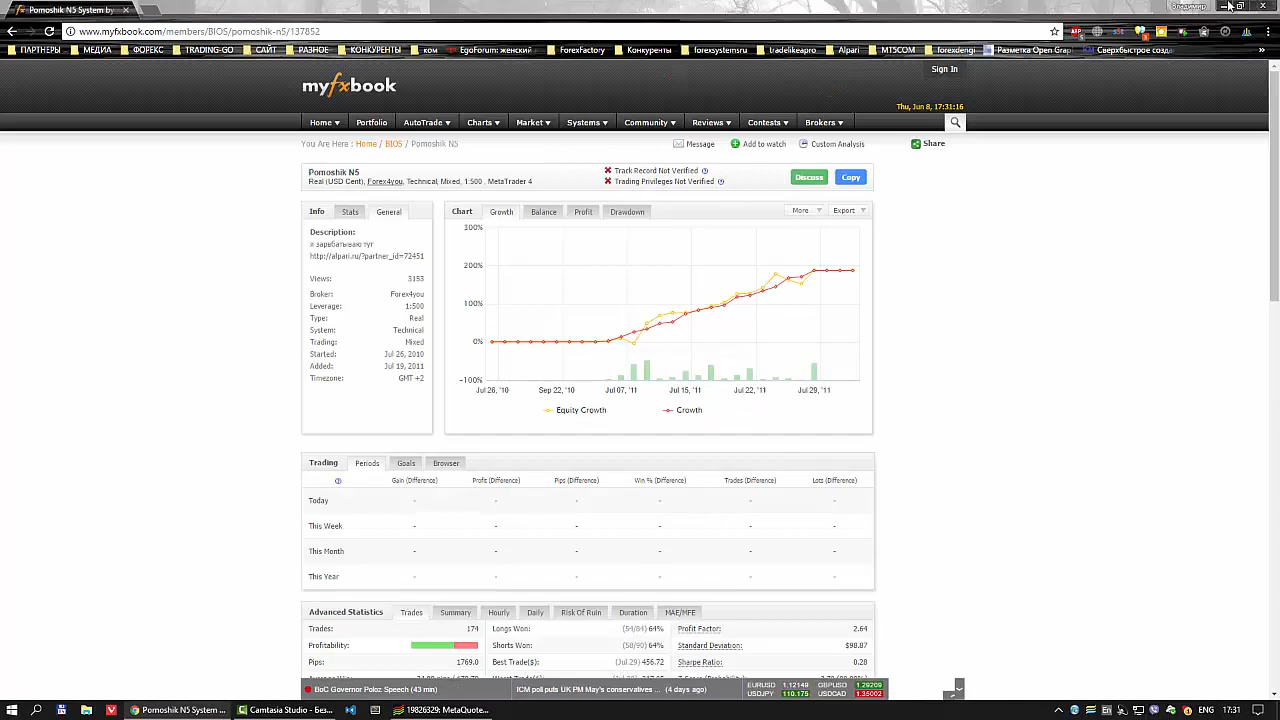 Pomoshik N5 System by
Владимир
www.myfxbook.com/members/BIOS/pomoshik-n5/137852
ПАРТНЕРЫ МЕДИА ФОРЕКС TRADING-GO САЙТ РАЗНОЕ КОНКУРЕНТЫ ком EgoForum: женский ForexFactory Конкуренты forexsystemsru tradelikeapro Alpari MT5COM forexdengi Разметка Open Grap Сверхбыстрое созда »
myfxbook
Sign In
Thu, Jun 8, 17:31:16
Home Portfolio AutoTrade Charts Market Systems Community Reviews Contests Brokers
You Are Here : Home / BIOS / Pomoshik N5
Message Add to watch Custom Analysis Share
Pomoshik N5
Real (USD Cent), Forex4you, Technical, Mixed, 1:500 , MetaTrader 4
Track Record Not Verified
Trading Privileges Not Verified
Discuss Copy
Info Stats General
Description:
я зарабатываю тут
http://alpari.ru/?partner_id=72451
Views: 3153
Broker: Forex4you
Leverage: 1:500
Type: Real
System: Technical
Trading: Mixed
Started: Jul 26, 2010
Added: Jul 19, 2011
Timezone: GMT +2
Chart Growth Balance Profit Drawdown More Export
300%
200%
100%
0%
-100%
Jul 26, '10 Sep 22, '10 Jul 07, '11 Jul 15, '11 Jul 22, '11 Jul 29, '11
Equity Growth Growth
Trading Periods Goals Browser
Gain (Difference) Profit (Difference) Pips (Difference) Win % (Difference) Trades (Difference) Lots (Difference)
Today - - - - - -
This Week - - - - - -
This Month - - - - - -
This Year - - - - - -
Advanced Statistics Trades Summary Hourly Daily Risk Of Ruin Duration MAE/MFE
Trades: 174 Longs Won: (54/84) 64% Profit Factor: 2.64
Profitability: Shorts Won: (58/90) 64% Standard Deviation: $98.87
Pips: 1769.0 Best Trade($): (Jul 29) 456.72 Sharpe Ratio: 0.28
BoC Governor Poloz Speech (43 min) ICM poll puts UK PM May's conservatives ... (4 days ago)
EURUSD 1.12149 GBPUSD 1.29209
USDJPY 110.175 USDCAD 1.35002
Pomoshik N5 System ... Camtasia Studio - Без... 19826329: MetaQuote... ENG 17:31